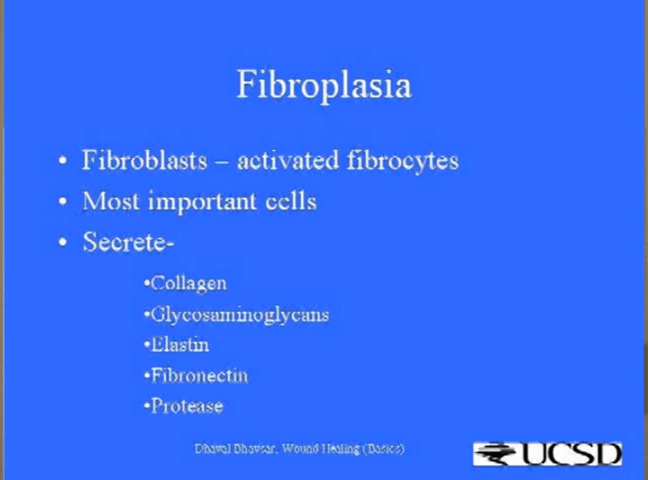 Fibroplasia
• Fibroblasts – activated fibrocytes
• Most important cells
• Secrete-
•Collagen
•Glycosaminoglycans
•Elastin
•Fibronectin
•Protease
Dhaval Bhavsar, Wound Healing (Basics)
UCSD